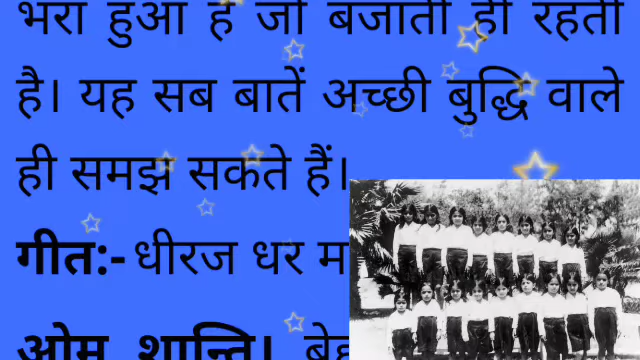 भरा हुआ है जो बजाती ही रहती
है। यह सब बातें अच्छी बुद्धि वाले
ही समझ सकते हैं।
गीत:- धीरज धर म
ओम् शान्ति।